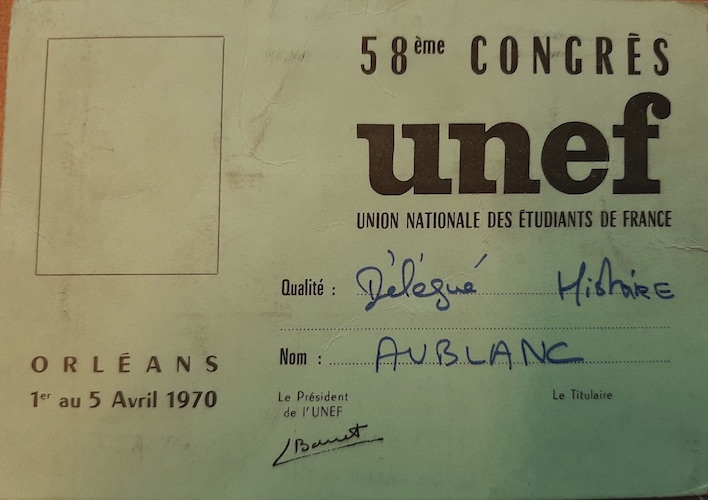 58ème CONGRÈS
unef
UNION NATIONALE DES ÉTUDIANTS DE FRANCE
Qualité : Délégué Histoire
Nom : AUBLANC
ORLÉANS
1er au 5 Avril 1970
Le Président
de l'UNEF
Le Titulaire